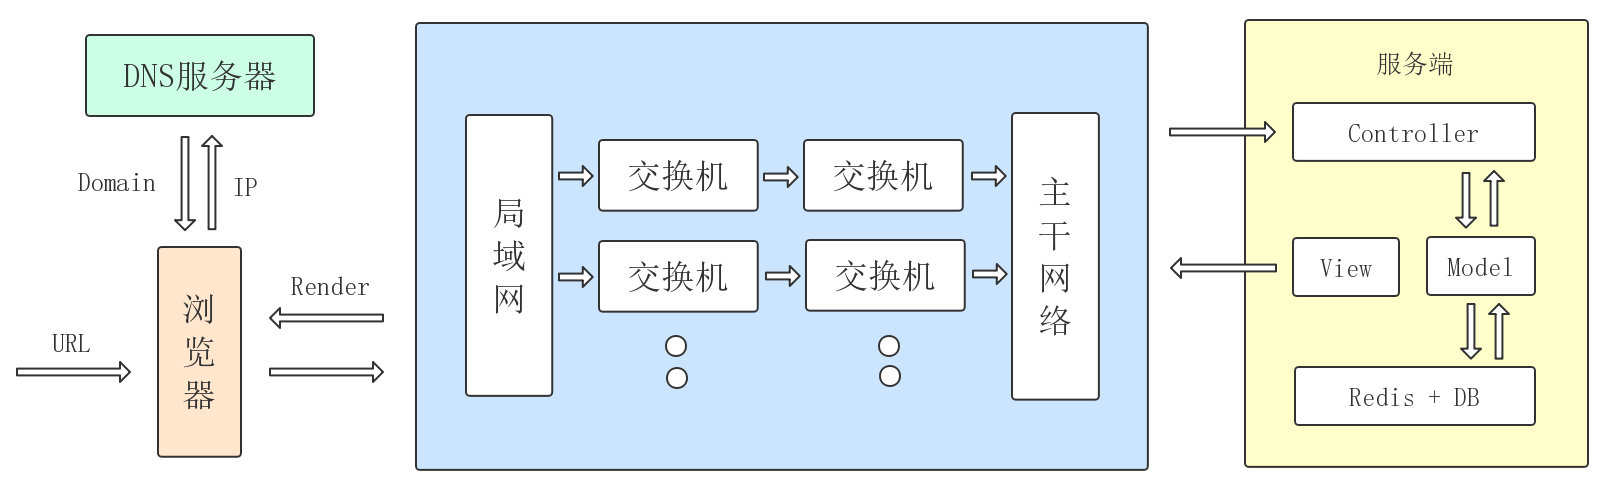 DNS服务器
Domain
IP
浏览器
URL
Render
局域网
交换机
交换机
交换机
交换机
主干网络
服务端
Controller
View
Model
Redis + DB